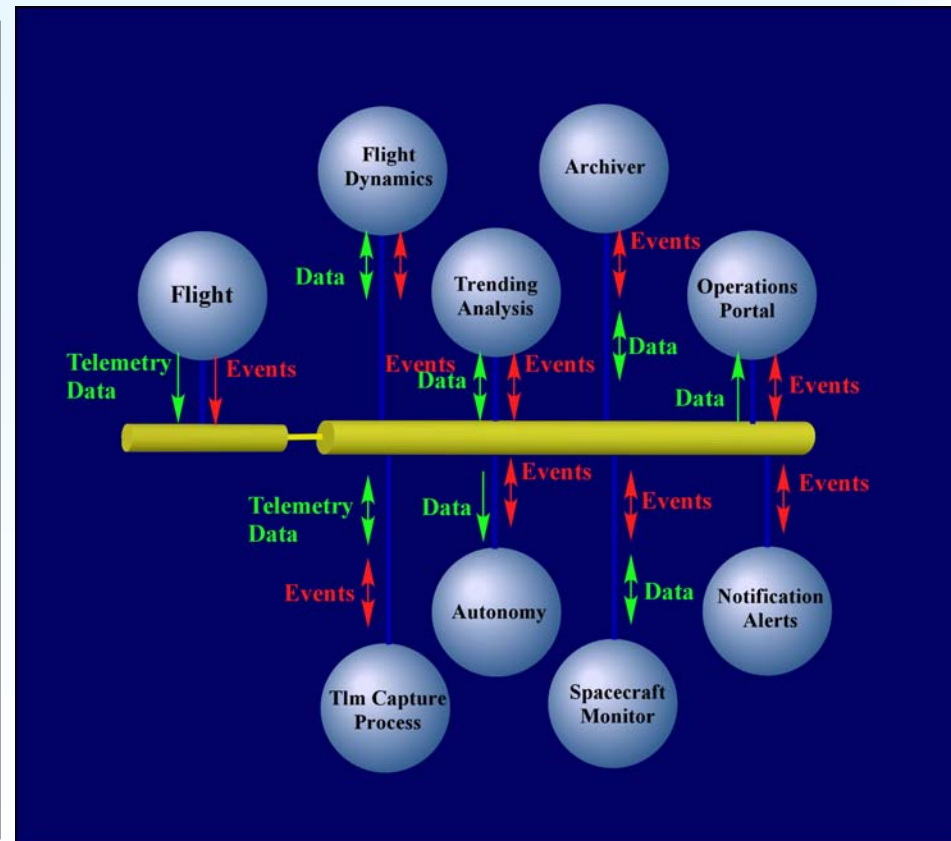 Flight
Dynamics
Archiver
Events
Data
Trending
Analysis
Operations
Portal
Flight
Data
Telemetry
Data
Events
Events
Data
Events
Data
Events
Telemetry
Data
Data
Events
Events
Events
Events
Data
Autonomy
Notification
Alerts
Tlm Capture
Process
Spacecraft
Monitor